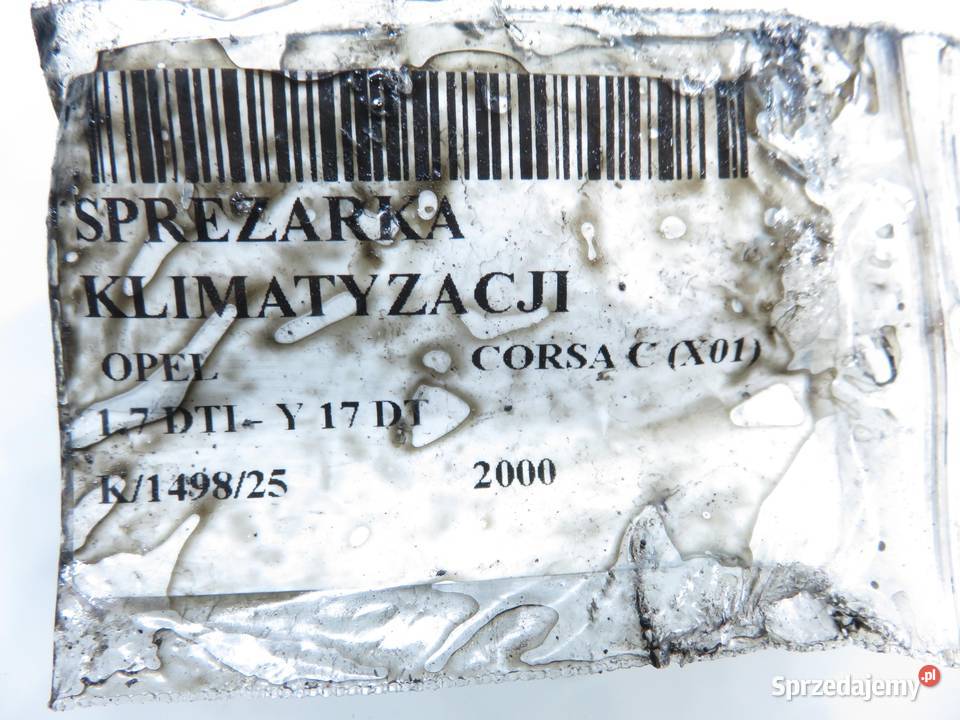 SPREZARKA
KLIMATYZACJI
OPEL CORSA C (X01)
1.7 DTI - Y 17 DT
K/1498/25 2000
Sprzedajemy.pl